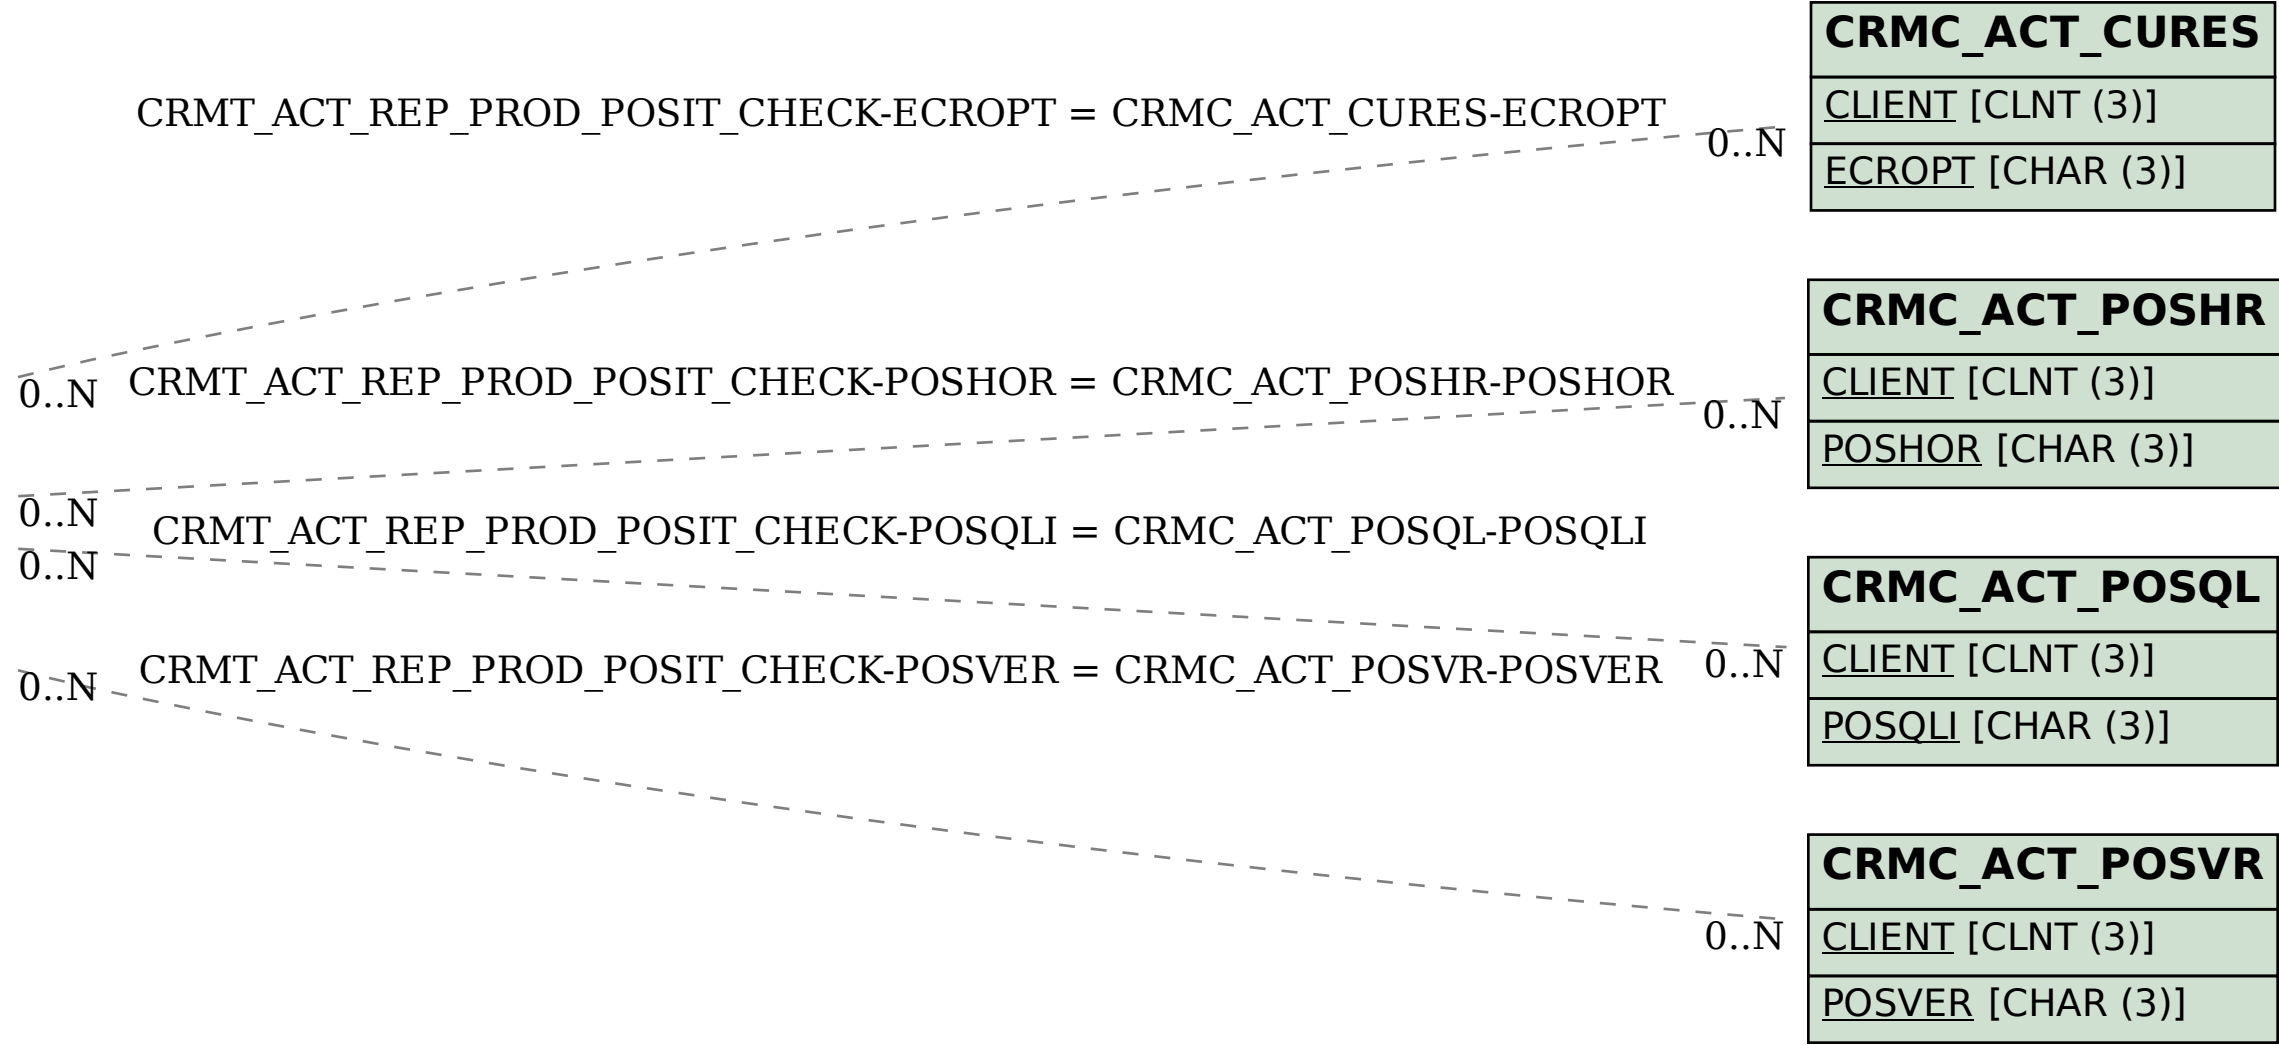 CRMC_ACT_CURES
CLIENT [CLNT (3)]
ECROPT [CHAR (3)]
CRMT_ACT_REP_PROD_POSIT_CHECK-ECROPT = CRMC_ACT_CURES-ECROPT
0..N
0..N
CRMC_ACT_POSHR
CLIENT [CLNT (3)]
POSHOR [CHAR (3)]
CRMT_ACT_REP_PROD_POSIT_CHECK-POSHOR = CRMC_ACT_POSHR-POSHOR
0..N
0..N
CRMC_ACT_POSQL
CLIENT [CLNT (3)]
POSQLI [CHAR (3)]
CRMT_ACT_REP_PROD_POSIT_CHECK-POSQLI = CRMC_ACT_POSQL-POSQLI
0..N
0..N
CRMC_ACT_POSVR
CLIENT [CLNT (3)]
POSVER [CHAR (3)]
CRMT_ACT_REP_PROD_POSIT_CHECK-POSVER = CRMC_ACT_POSVR-POSVER
0..N
0..N